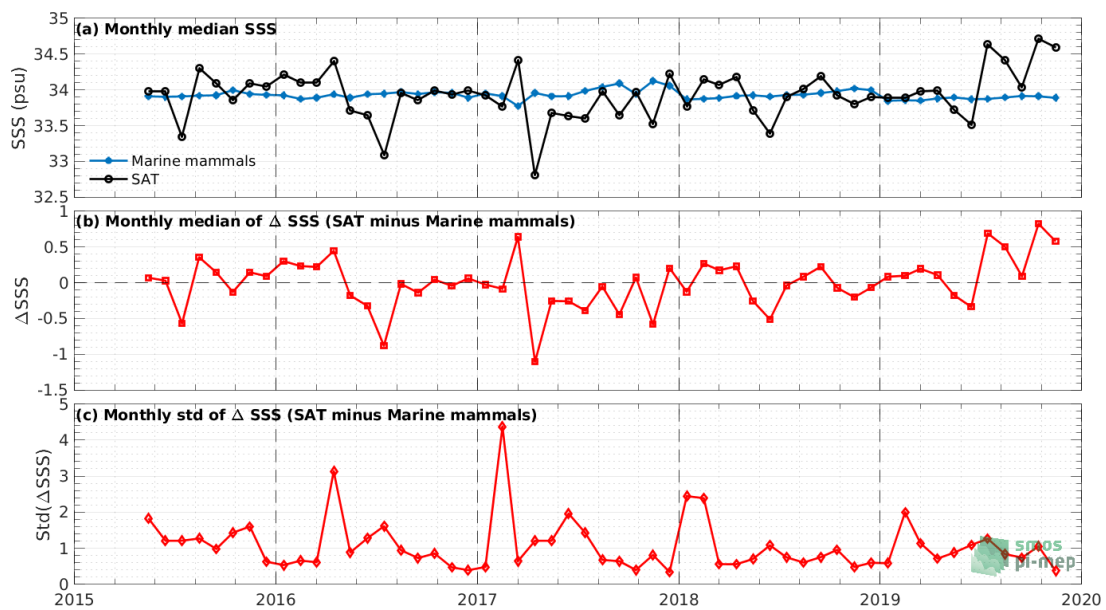 (a) Monthly median SSS
35
34.5
34
33.5
33
32.5
SSS (psu)
Marine mammals
SAT
(b) Monthly median of Δ SSS (SAT minus Marine mammals)
1
0.5
0
-0.5
-1
-1.5
ΔSSS
(c) Monthly std of Δ SSS (SAT minus Marine mammals)
5
4
3
2
1
0
Std(ΔSSS)
smos
pi-mep
2015 2016 2017 2018 2019 2020